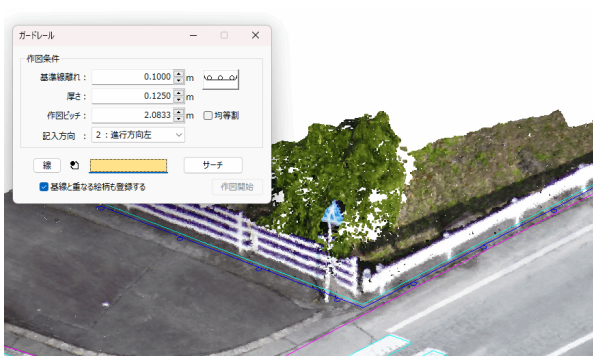 ガードレール
作図条件
基準線離れ： 0.1000 m
厚さ： 0.1250 m
作図ピッチ： 2.0833 m □均等割
記入方向 ： 2：進行方向左
線 サーチ
基線と重なる絵柄も登録する 作図開始